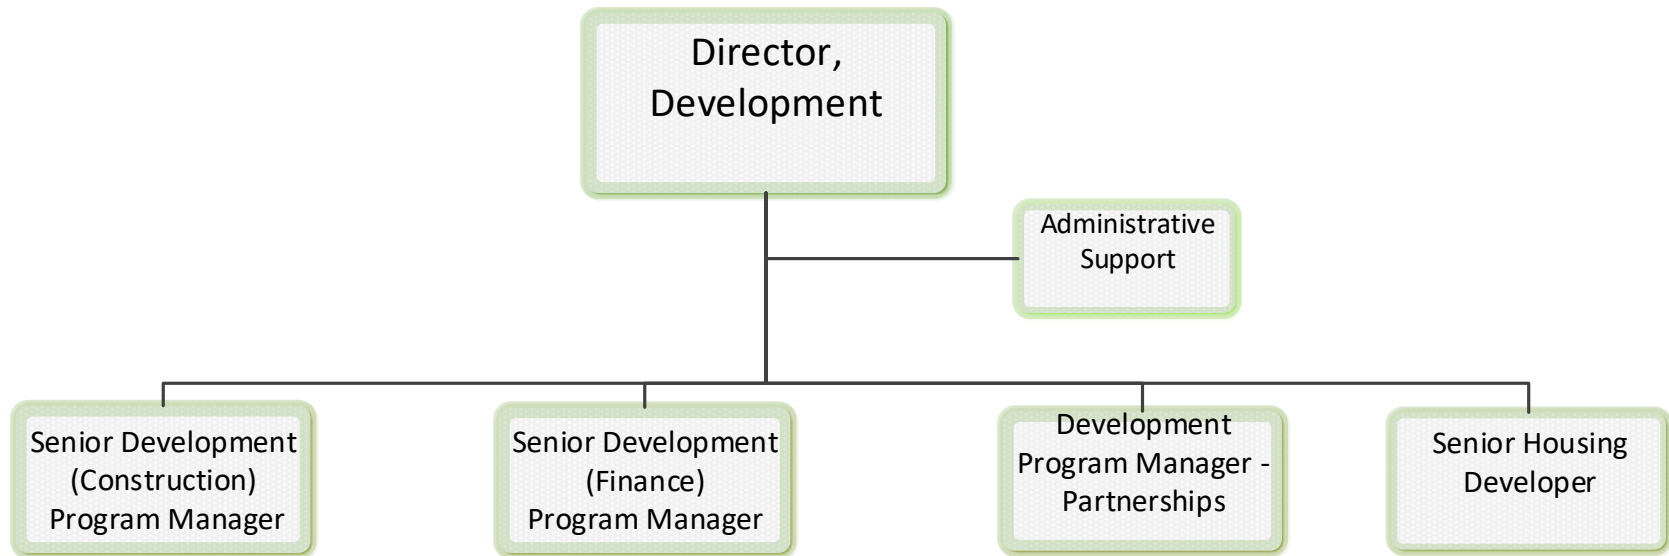 Director,
Development
Administrative
Support
Senior Development
(Construction)
Program Manager
Senior Development
(Finance)
Program Manager
Development
Program Manager -
Partnerships
Senior Housing
Developer